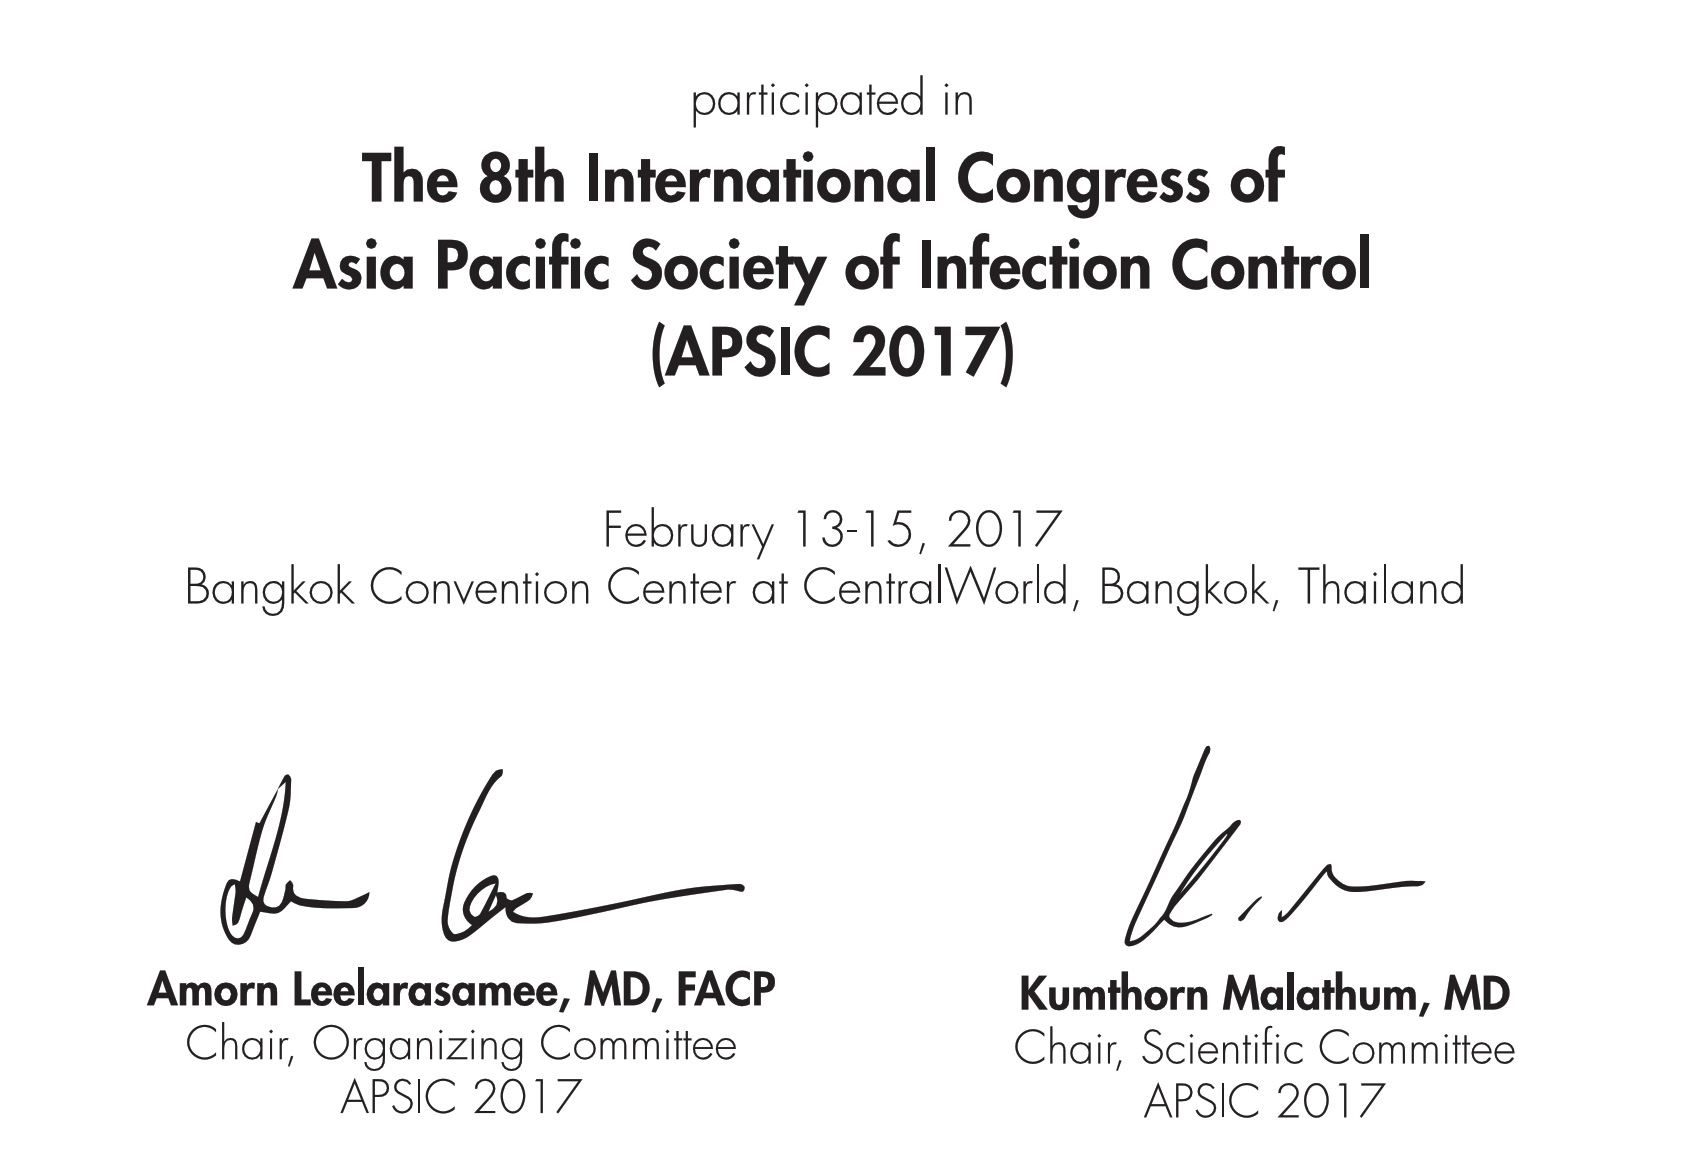 participated in
The 8th International Congress of
Asia Pacific Society of Infection Control
(APSIC 2017)
February 13-15, 2017
Bangkok Convention Center at CentralWorld, Bangkok, Thailand
Amorn Leelarasamee, MD, FACP
Chair, Organizing Committee
APSIC 2017
Kumthorn Malathum, MD
Chair, Scientific Committee
APSIC 2017